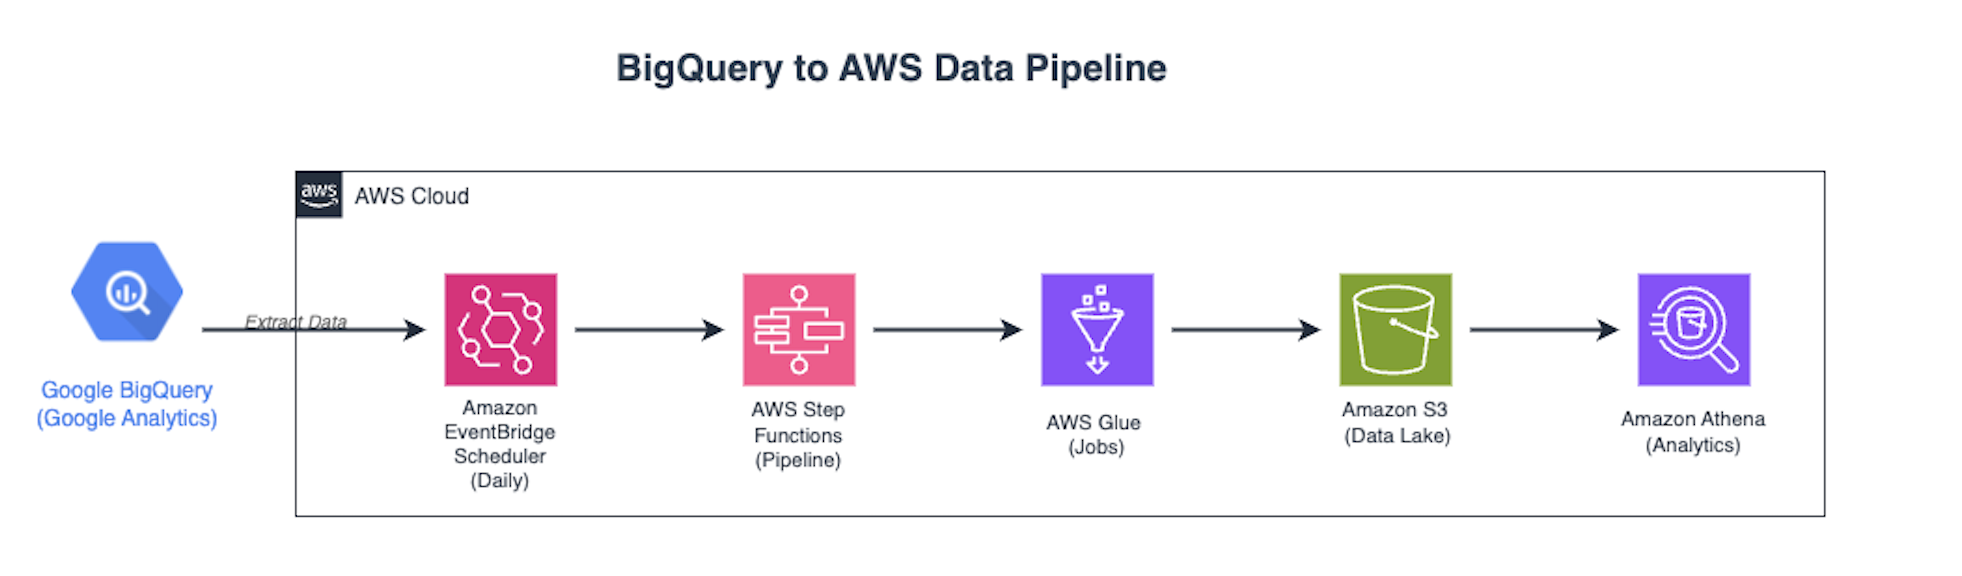 BigQuery to AWS Data Pipeline
aws
AWS Cloud
Extract Data
Google BigQuery
(Google Analytics)
Amazon
EventBridge
Scheduler
(Daily)
AWS Step
Functions
(Pipeline)
AWS Glue
(Jobs)
Amazon S3
(Data Lake)
Amazon Athena
(Analytics)